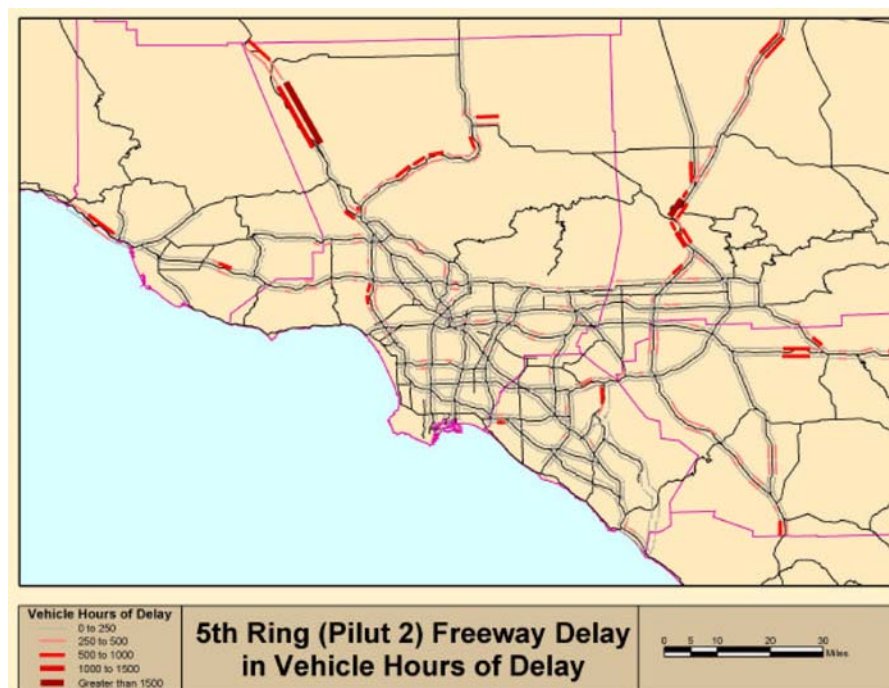 Vehicle Hours of Delay
0 to 250
250 to 500
500 to 1000
1000 to 1500
Greater than 1500
5th Ring (Pilut 2) Freeway Delay
in Vehicle Hours of Delay
0 5 10 20 30
Miles